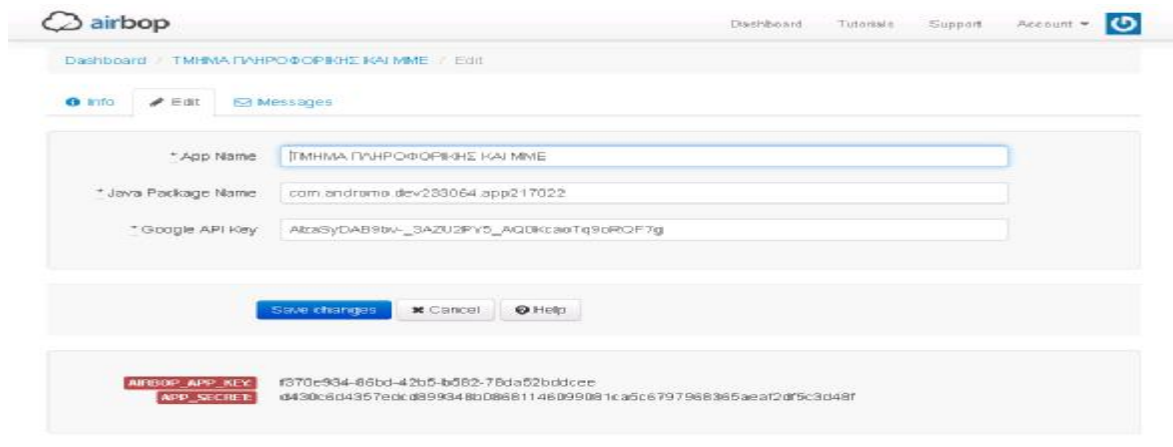 airbop
Dashboard Tutorials Support Account
Dashboard / ΤΜΗΜΑ ΠΛΗΡΟΦΟΡΙΚΗΣ ΚΑΙ ΜΜΕ / Edit
Info Edit Messages
* App Name ΤΜΗΜΑ ΠΛΗΡΟΦΟΡΙΚΗΣ ΚΑΙ ΜΜΕ
* Java Package Name com.andromo.dev233064.app217022
* Google API Key
Save changes Cancel Help
AIRBOP_APP_KEY:
APP_SECRET: